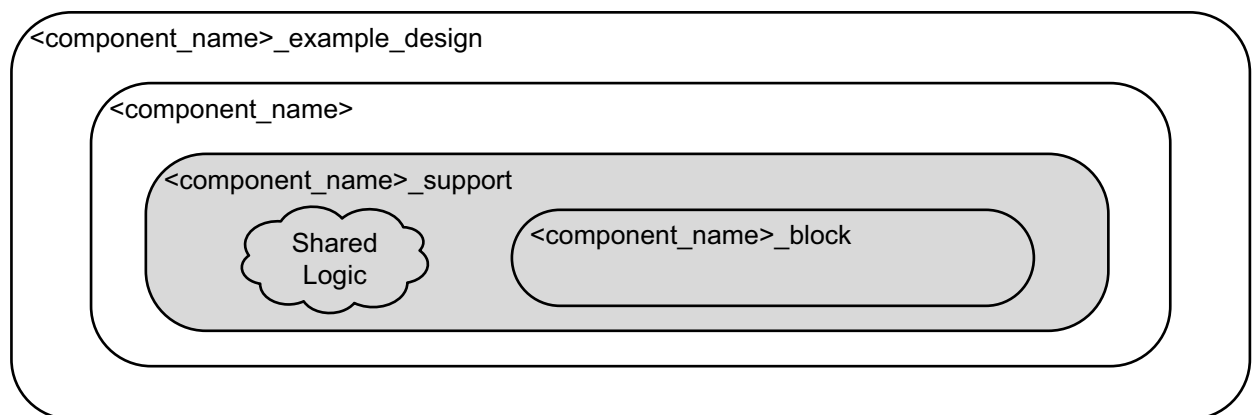 <component_name>_example_design
<component_name>
<component_name>_support
Shared
Logic
<component_name>_block